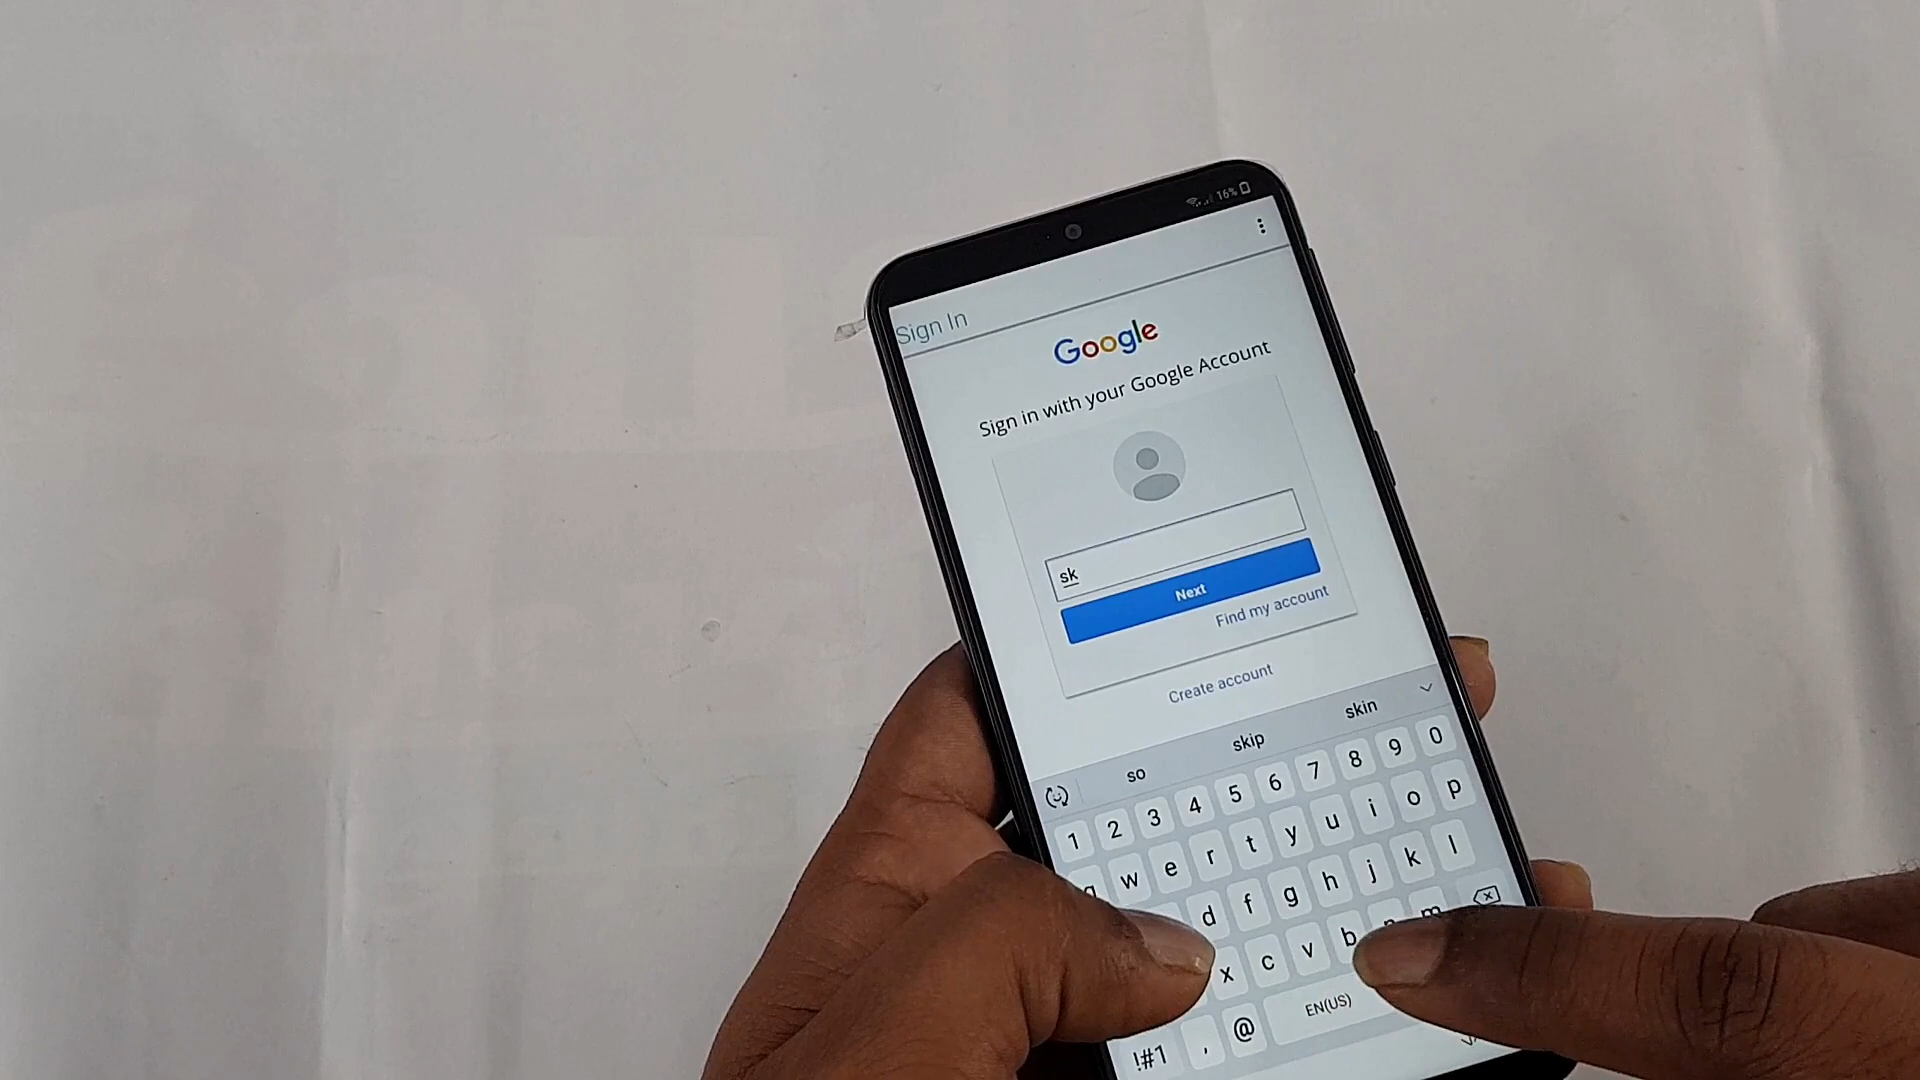 16%
Sign In
Google
Sign in with your Google Account
sk
Next
Find my account
Create account
so skip skin
1 2 3 4 5 6 7 8 9 0
q w e r t y u i o p
d f g h j k l
x c v b n m
!#1 , @ EN(US)